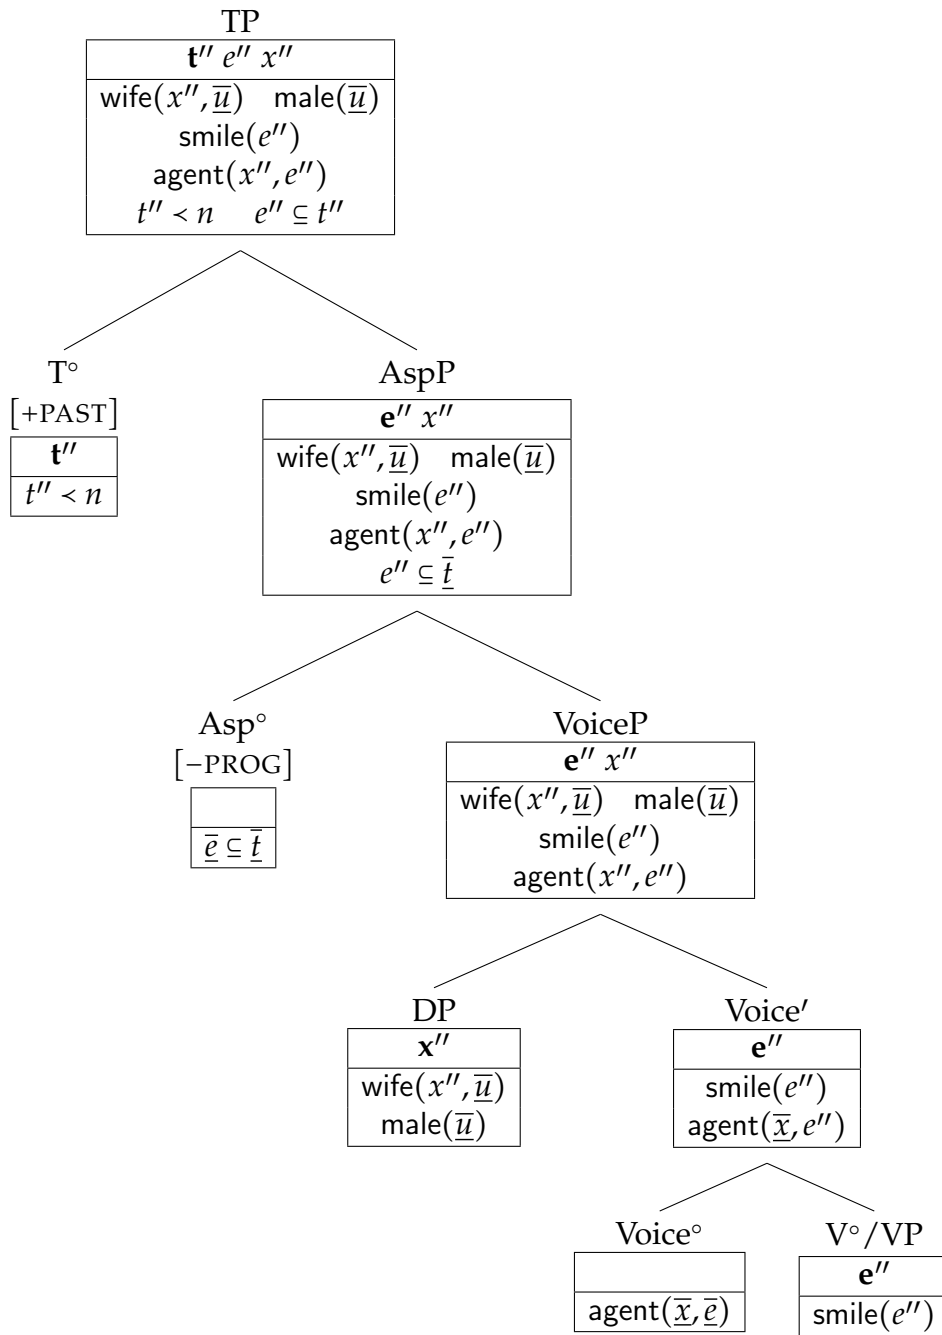 TP
𝐭″ e″ x″
wife(x″, u̲̅) male(u̲̅)
smile(e″)
agent(x″, e″)
t″ ≺ n e″ ⊆ t″
T°
[+PAST]
𝐭″
t″ ≺ n
AspP
𝐞″ x″
wife(x″, u̲̅) male(u̲̅)
smile(e″)
agent(x″, e″)
e″ ⊆ t̲̅
Asp°
[−PROG]
e̲̅ ⊆ t̲̅
VoiceP
𝐞″ x″
wife(x″, u̲̅) male(u̲̅)
smile(e″)
agent(x″, e″)
DP
𝐱″
wife(x″, u̲̅)
male(u̲̅)
Voice′
𝐞″
smile(e″)
agent(x̲̅, e″)
Voice°
agent(x̲̅, e̲̅)
V°/VP
𝐞″
smile(e″)